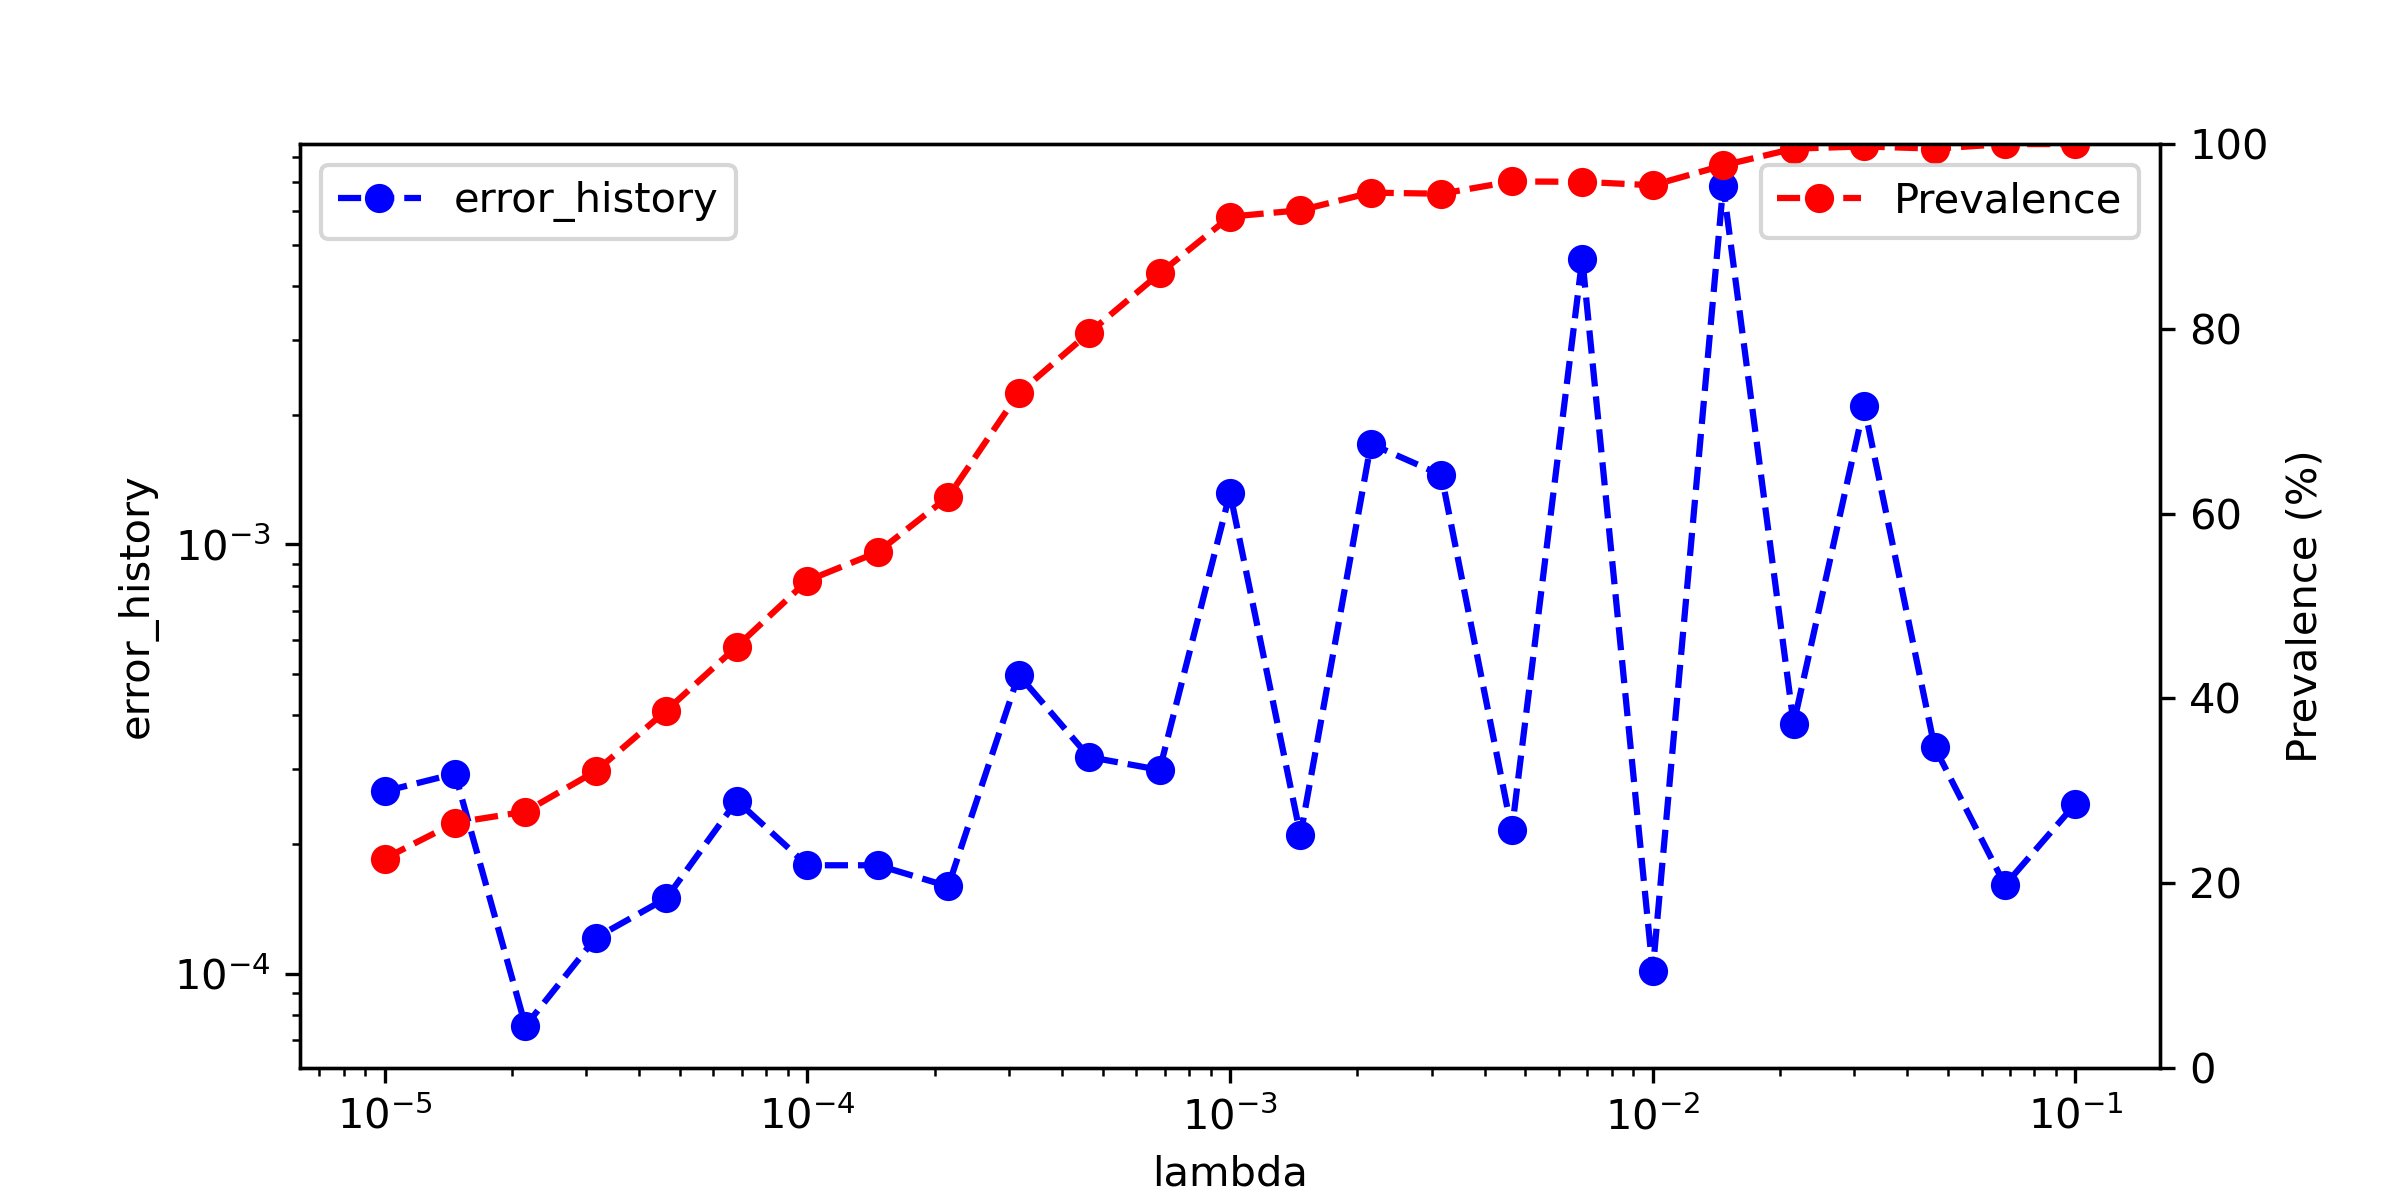 error_history
Prevalence
100
80
60
40
20
0
10⁻³
10⁻⁴
error_history
Prevalence (%)
10⁻⁵
10⁻⁴
10⁻³
10⁻²
10⁻¹
lambda